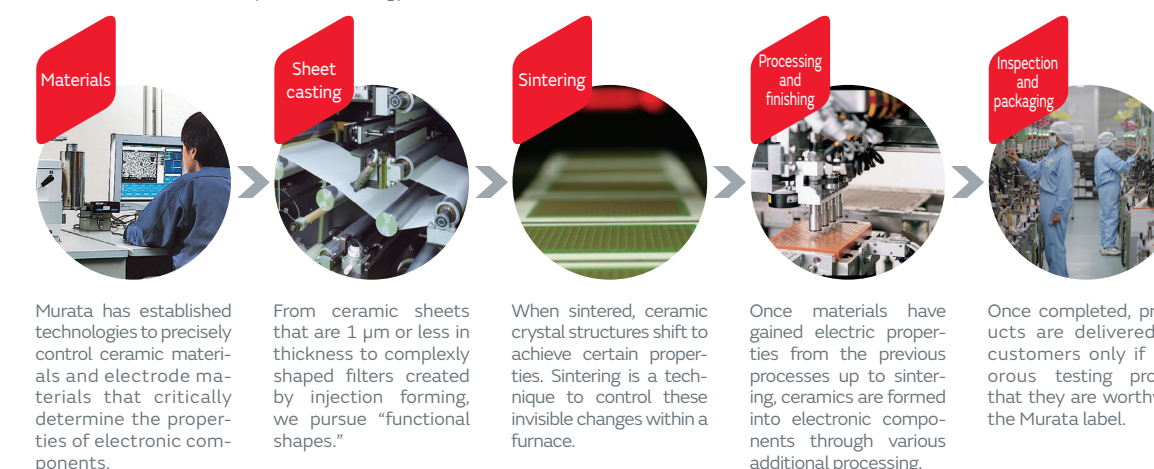 Materials
Sheet
casting
Sintering
Processing
and
finishing
Inspection
and
packaging
Murata has established
technologies to precisely
control ceramic materi-
als and electrode ma-
terials that critically
determine the proper-
ties of electronic com-
ponents.
From ceramic sheets
that are 1 μm or less in
thickness to complexly
shaped filters created
by injection forming,
we pursue “functional
shapes.”
When sintered, ceramic
crystal structures shift to
achieve certain proper-
ties. Sintering is a tech-
nique to control these
invisible changes within a
furnace.
Once materials have
gained electric proper-
ties from the previous
processes up to sinter-
ing, ceramics are formed
into electronic compo-
nents through various
additional processing.
Once completed, pr
ucts are delivered
customers only if
orous testing pro
that they are worthy
the Murata label.